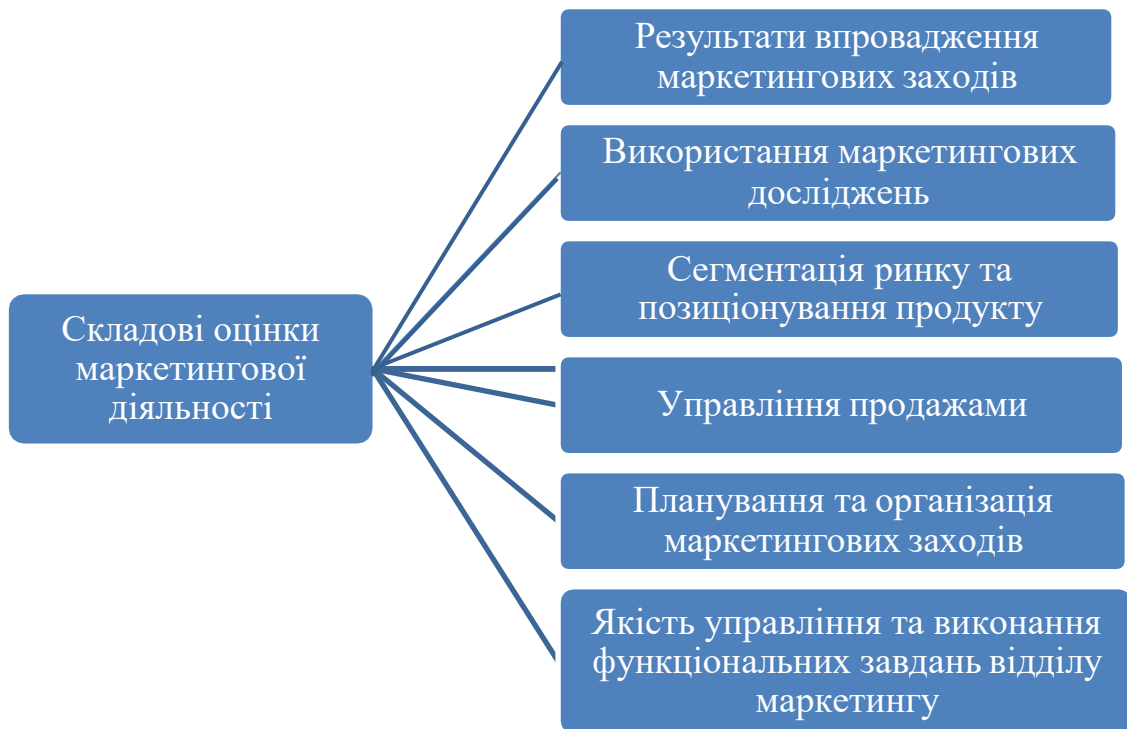 Складові оцінки
маркетингової
діяльності
Результати впровадження
маркетингових заходів
Використання маркетингових
досліджень
Сегментація ринку та
позиціонування продукту
Управління продажами
Планування та організація
маркетингових заходів
Якість управління та виконання
функціональних завдань відділу
маркетингу